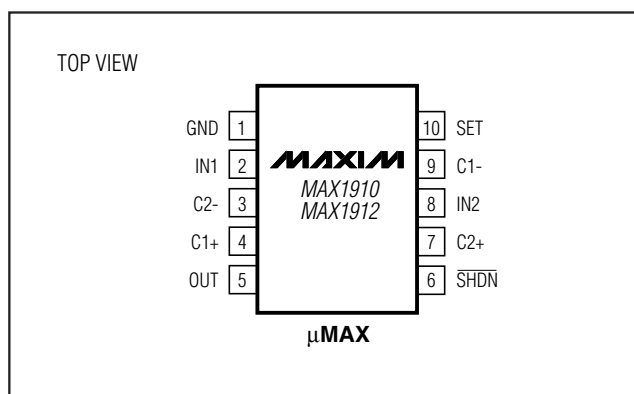 TOP VIEW
GND 1
IN1 2
C2- 3
C1+ 4
OUT 5
MAXIM
MAX1910
MAX1912
10 SET
9 C1-
8 IN2
7 C2+
6 SHDN
μMAX